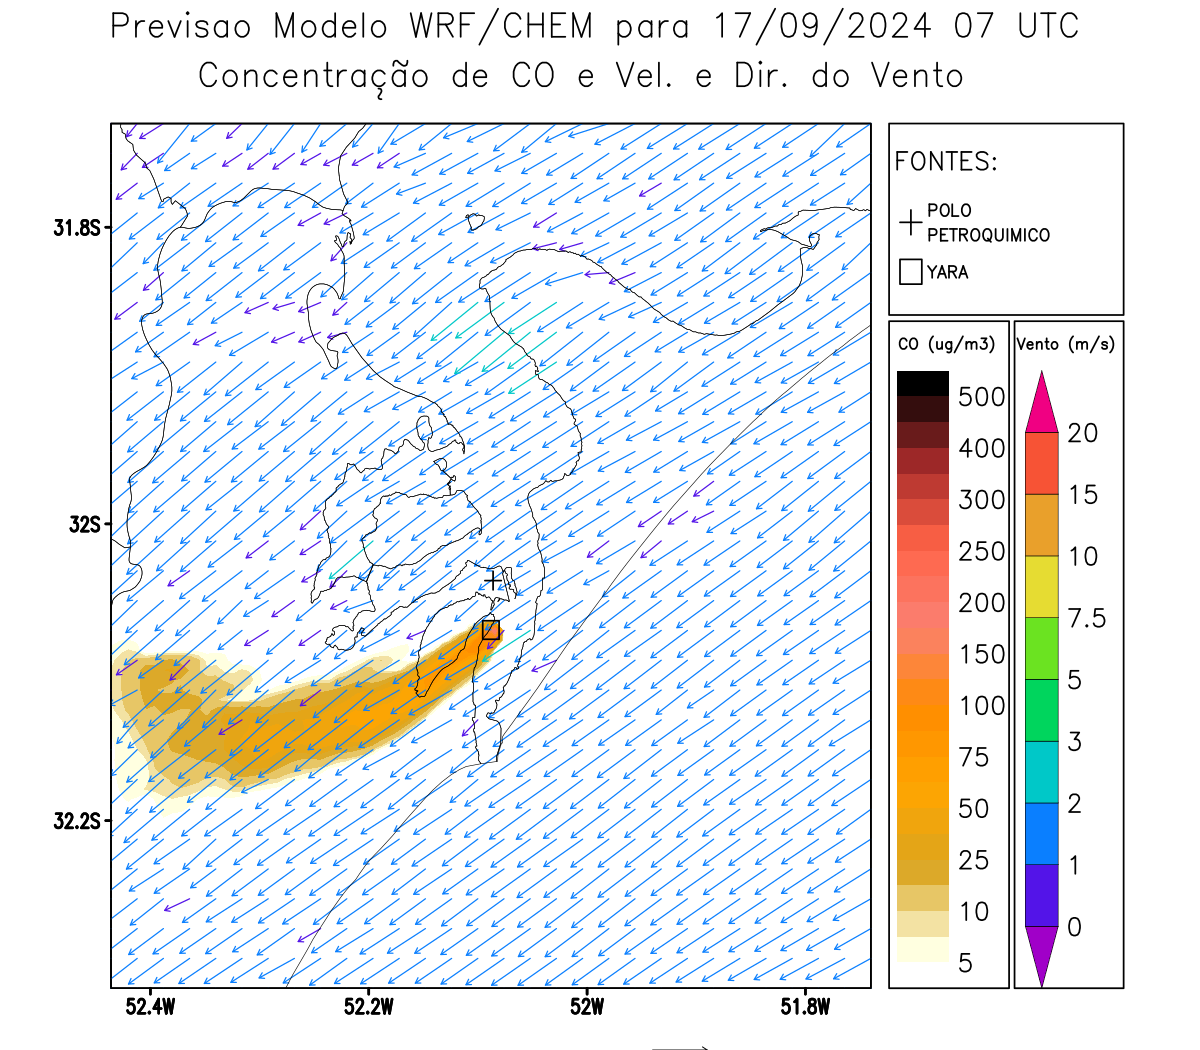 Previsao Modelo WRF/CHEM para 17/09/2024 07 UTC
Concentração de CO e Vel. e Dir. do Vento
FONTES:
POLO
PETROQUIMICO
YARA
31.8S
32S
32.2S
52.4W
52.2W
52W
51.8W
CO (ug/m3)
500
400
300
250
200
150
100
75
50
25
10
5
Vento (m/s)
20
15
10
7.5
5
3
2
1
0